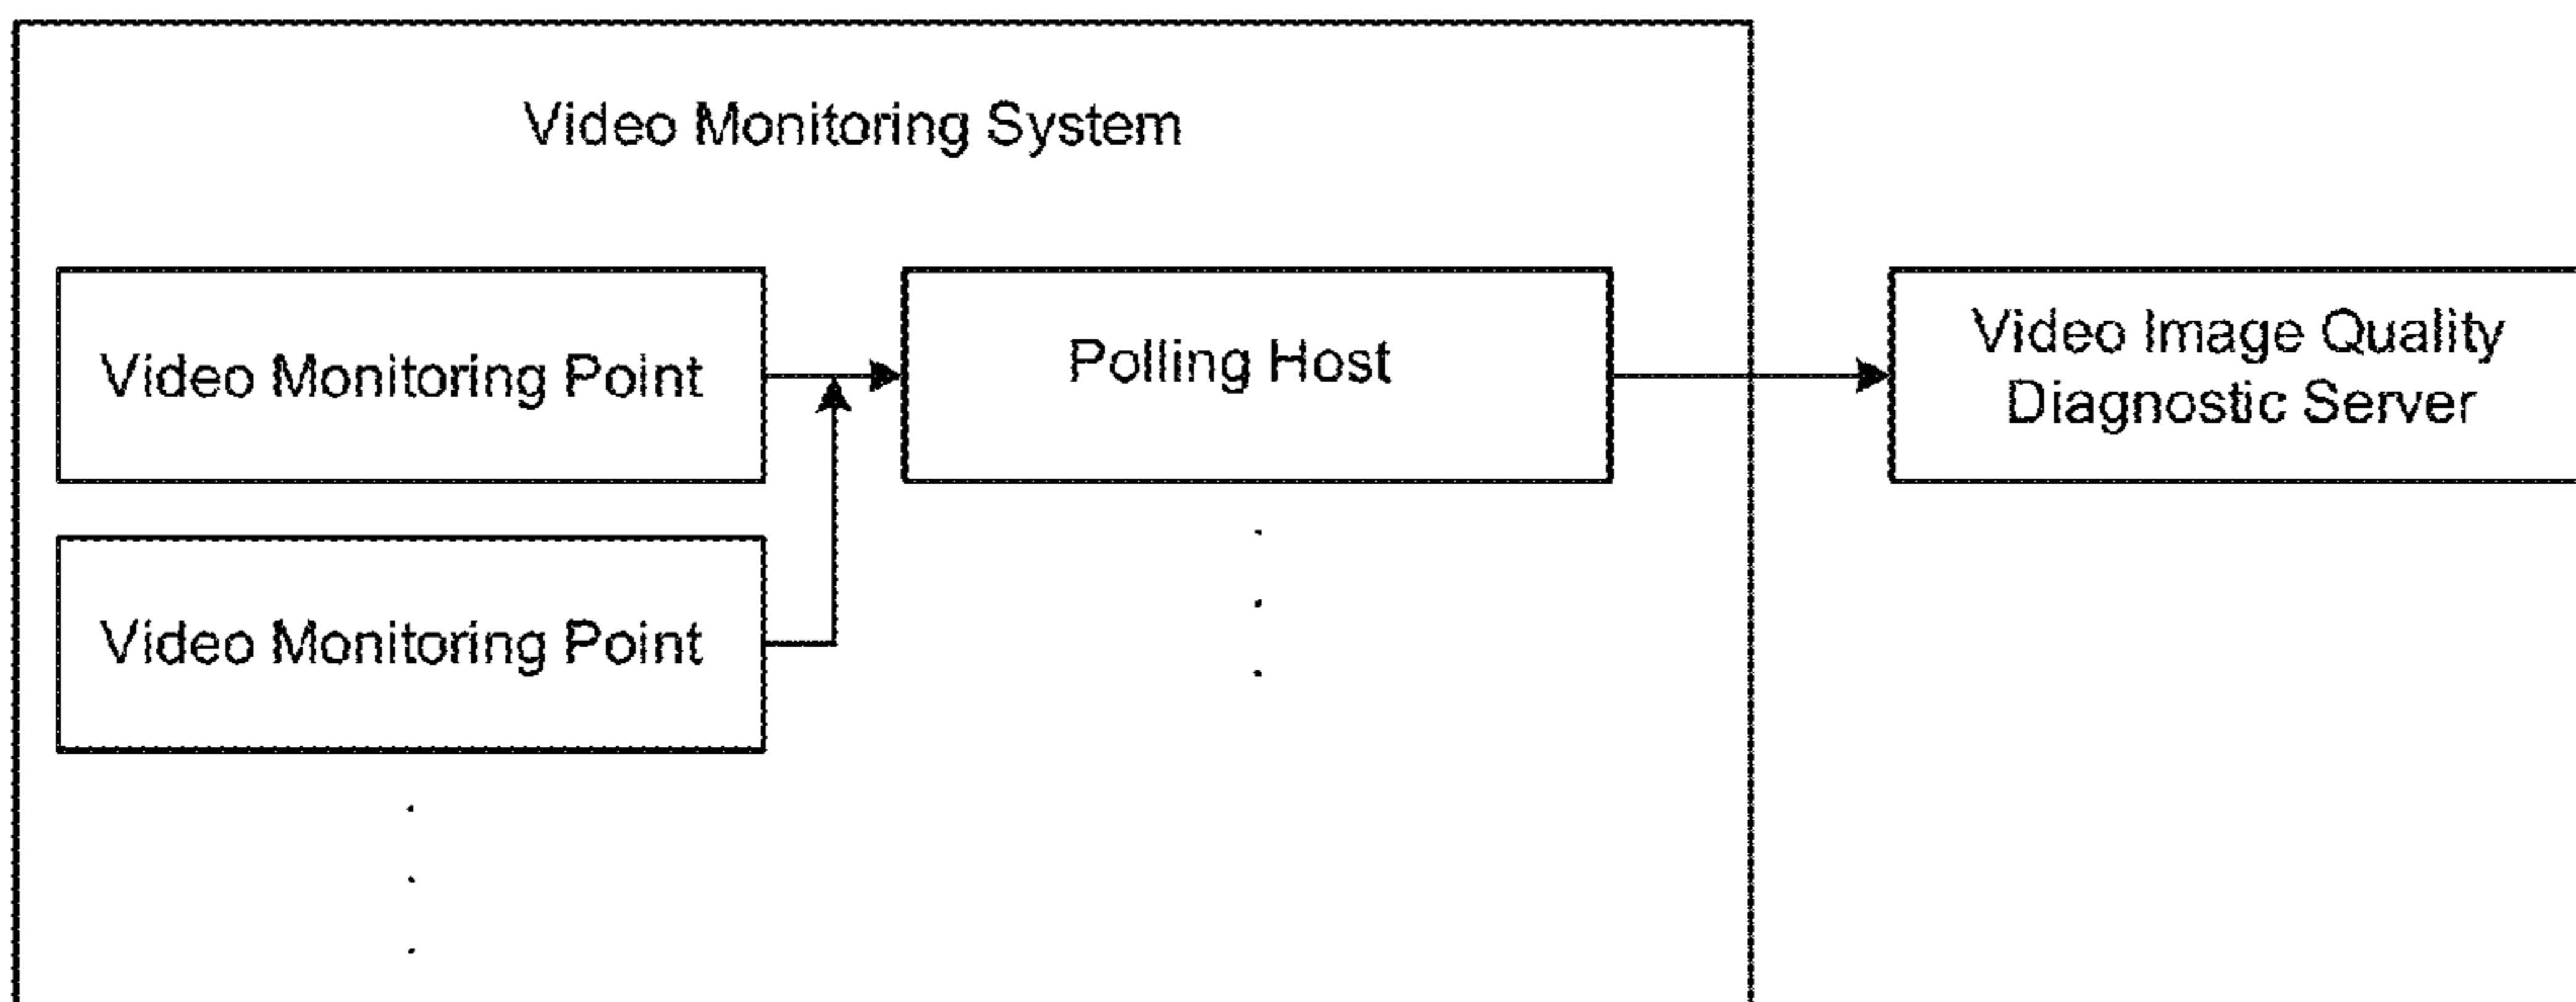 Video Monitoring System
Video Monitoring Point
Polling Host
Video Image Quality
Diagnostic Server
Video Monitoring Point